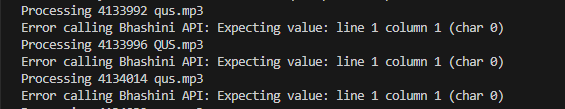 Processing 4133992 qus.mp3
Error calling Bhashini API: Expecting value: line 1 column 1 (char 0)
Processing 4133996 QUS.mp3
Error calling Bhashini API: Expecting value: line 1 column 1 (char 0)
Processing 4134014 qus.mp3
Error calling Bhashini API: Expecting value: line 1 column 1 (char 0)